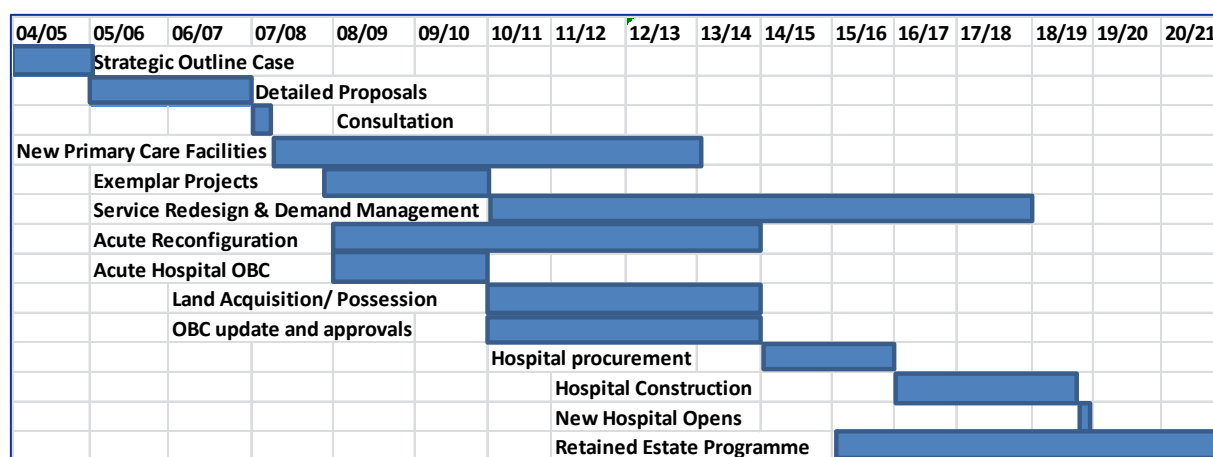 04/05 05/06 06/07 07/08 08/09 09/10 10/11 11/12 12/13 13/14 14/15 15/16 16/17 17/18 18/19 19/20 20/21
Strategic Outline Case
Detailed Proposals
Consultation
New Primary Care Facilities
Exemplar Projects
Service Redesign & Demand Management
Acute Reconfiguration
Acute Hospital OBC
Land Acquisition/ Possession
OBC update and approvals
Hospital procurement
Hospital Construction
New Hospital Opens
Retained Estate Programme